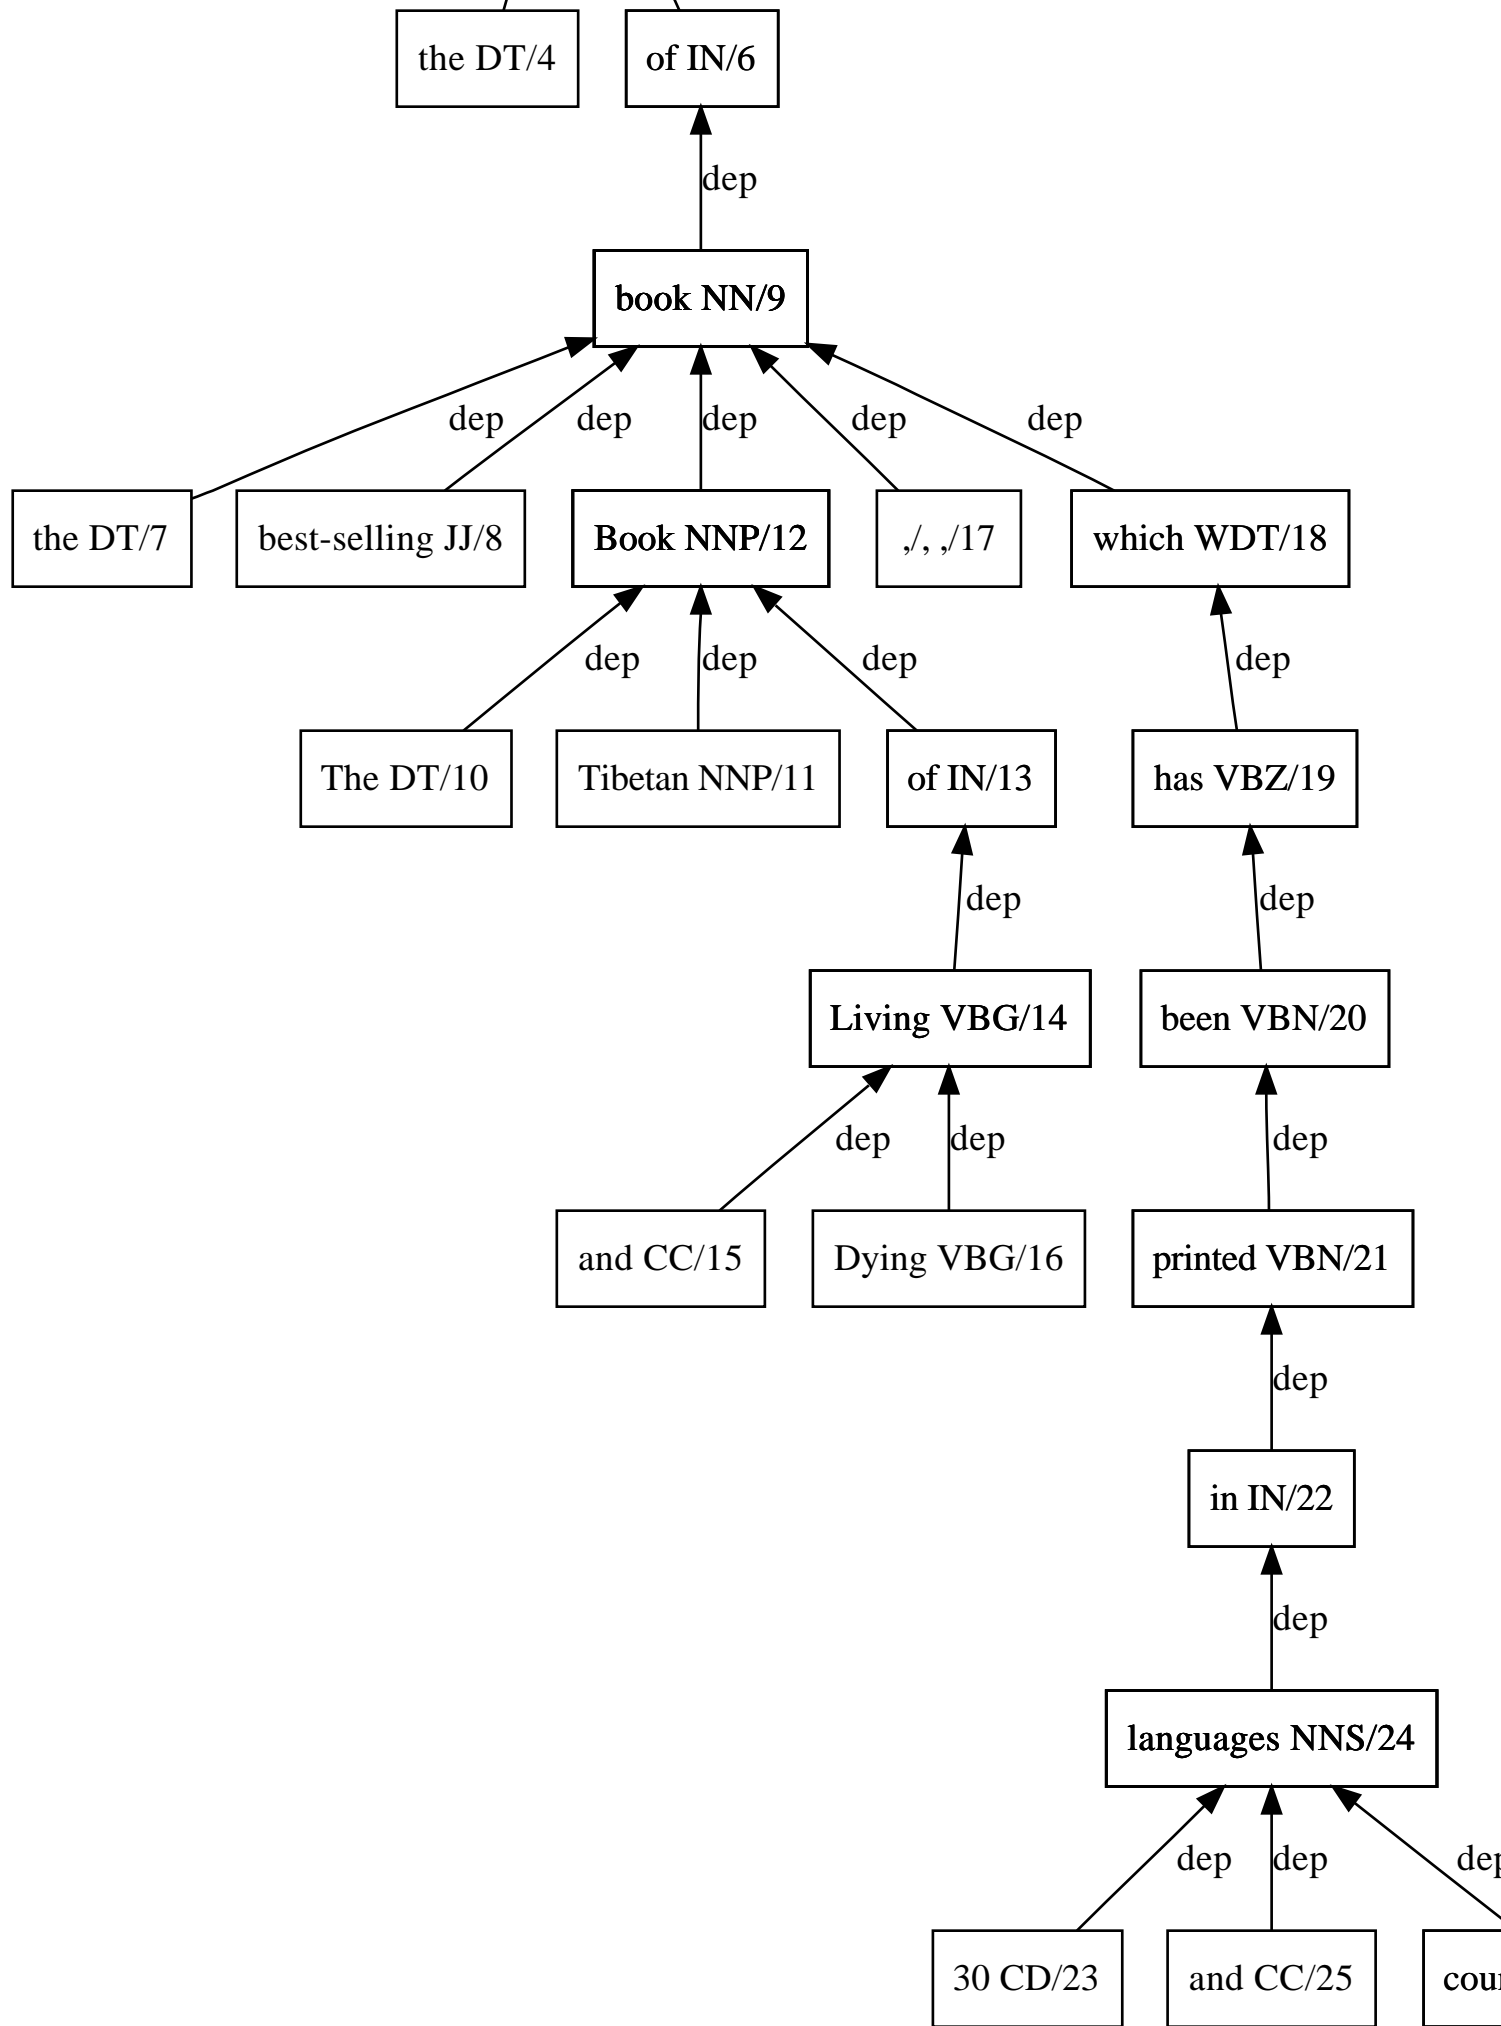 the DT/4 of IN/6
dep
book NN/9
dep dep dep dep dep
the DT/7 best-selling JJ/8 Book NNP/12 ,/, ,/17 which WDT/18
dep dep dep dep
The DT/10 Tibetan NNP/11 of IN/13 has VBZ/19
dep dep
Living VBG/14 been VBN/20
dep dep dep
and CC/15 Dying VBG/16 printed VBN/21
dep
in IN/22
dep
languages NNS/24
dep dep
30 CD/23 and CC/25